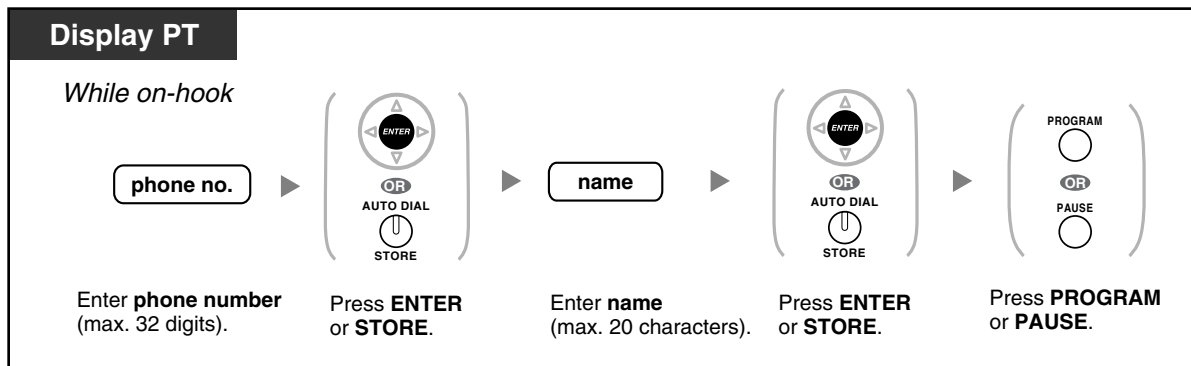 Display PT
While on-hook
phone no.
ENTER
OR
AUTO DIAL
STORE
name
ENTER
OR
AUTO DIAL
STORE
PROGRAM
OR
PAUSE
Enter phone number
(max. 32 digits).
Press ENTER
or STORE.
Enter name
(max. 20 characters).
Press ENTER
or STORE.
Press PROGRAM
or PAUSE.